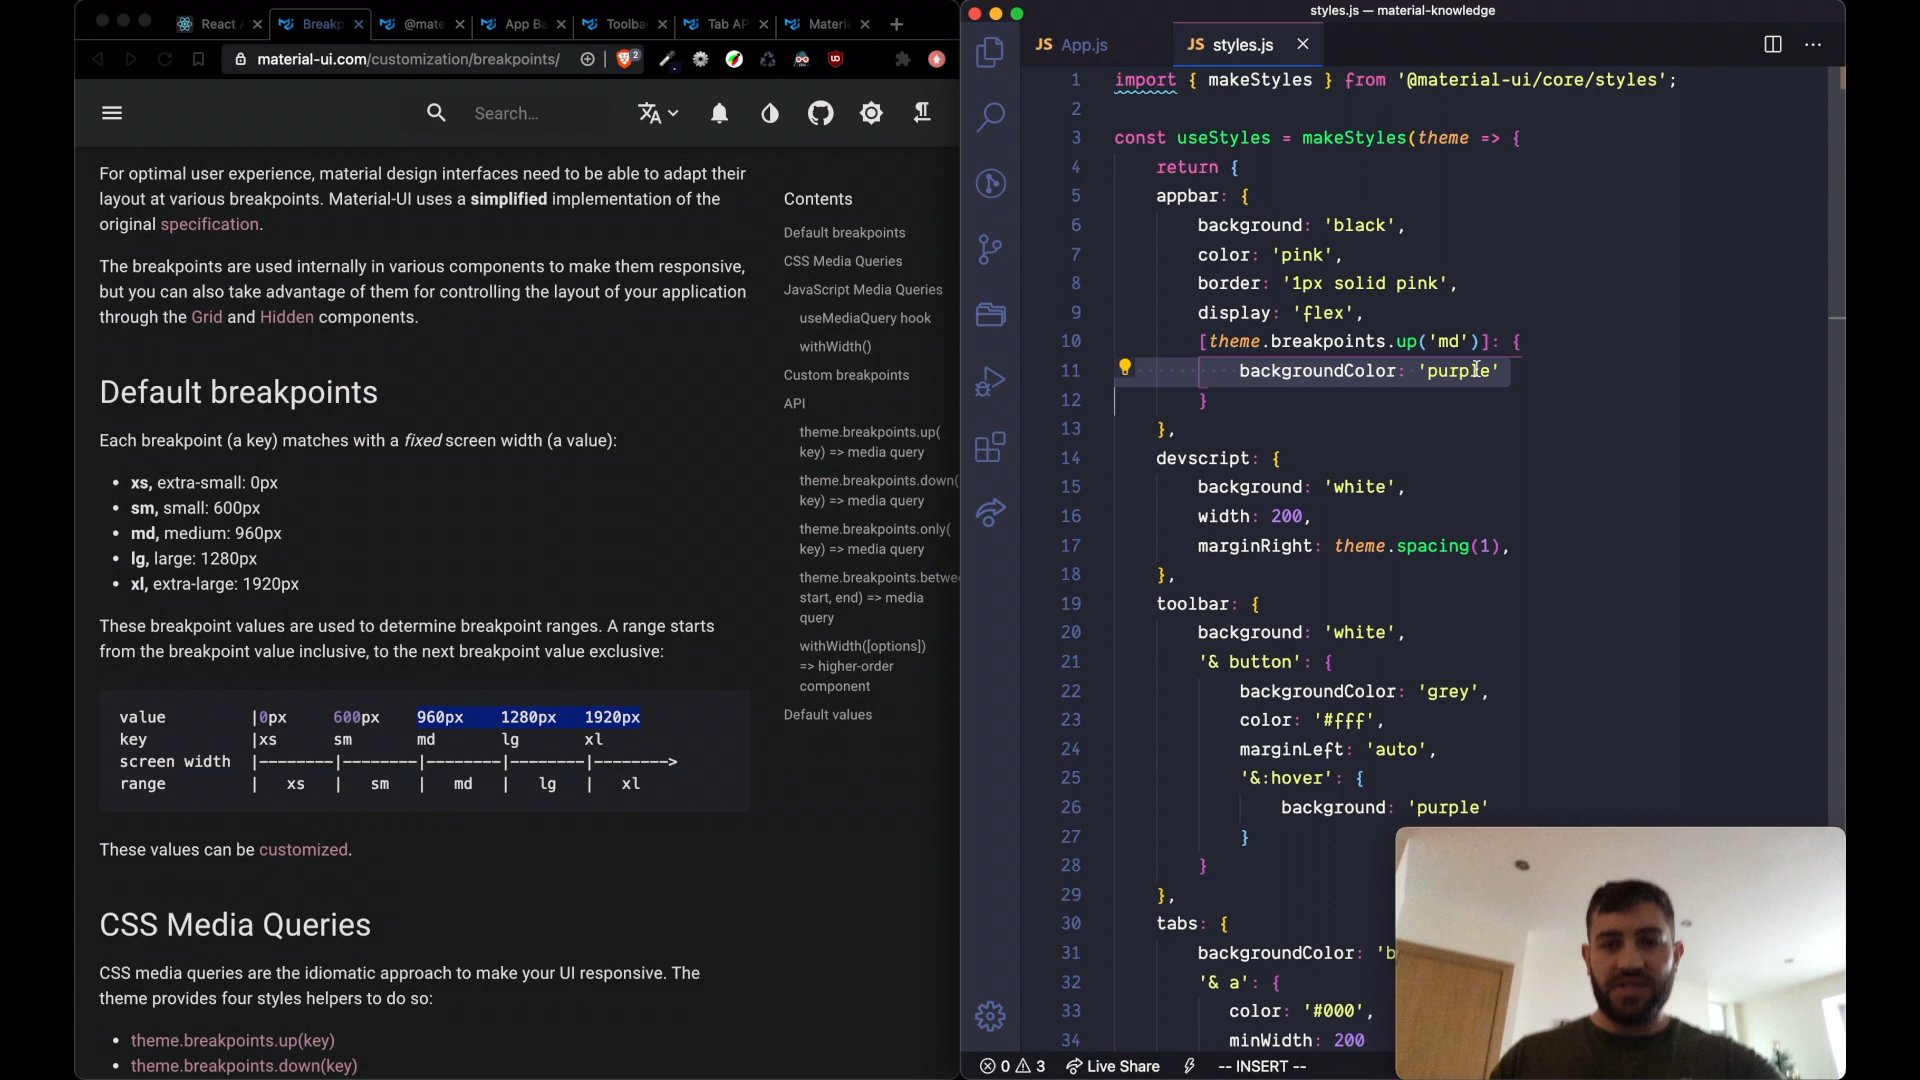 React
Breakp
@mate
App Ba
Toolba
Tab AP
Materia
material-ui.com/customization/breakpoints/
2
Search…
For optimal user experience, material design interfaces need to be able to adapt their
layout at various breakpoints. Material-UI uses a simplified implementation of the
original specification.
The breakpoints are used internally in various components to make them responsive,
but you can also take advantage of them for controlling the layout of your application
through the Grid and Hidden components.
Default breakpoints
Each breakpoint (a key) matches with a fixed screen width (a value):
• xs, extra-small: 0px
• sm, small: 600px
• md, medium: 960px
• lg, large: 1280px
• xl, extra-large: 1920px
These breakpoint values are used to determine breakpoint ranges. A range starts
from the breakpoint value inclusive, to the next breakpoint value exclusive:
value |0px 600px 960px 1280px 1920px
key |xs sm md lg xl
screen width |--------|--------|--------|--------|-------->
range | xs | sm | md | lg | xl
These values can be customized.
CSS Media Queries
CSS media queries are the idiomatic approach to make your UI responsive. The
theme provides four styles helpers to do so:
• theme.breakpoints.up(key)
• theme.breakpoints.down(key)
Contents
Default breakpoints
CSS Media Queries
JavaScript Media Queries
useMediaQuery hook
withWidth()
Custom breakpoints
API
theme.breakpoints.up(
key) => media query
theme.breakpoints.down(
key) => media query
theme.breakpoints.only(
key) => media query
theme.breakpoints.betwe
start, end) => media
query
withWidth([options])
=> higher-order
component
Default values
styles.js — material-knowledge
JS App.js
JS styles.js
1 import { makeStyles } from '@material-ui/core/styles';
2
3 const useStyles = makeStyles(theme => {
4 return {
5 appbar: {
6 background: 'black',
7 color: 'pink',
8 border: '1px solid pink',
9 display: 'flex',
10 [theme.breakpoints.up('md')]: {
11 backgroundColor: 'purple'
12 }
13 },
14 devscript: {
15 background: 'white',
16 width: 200,
17 marginRight: theme.spacing(1),
18 },
19 toolbar: {
20 background: 'white',
21 '& button': {
22 backgroundColor: 'grey',
23 color: '#fff',
24 marginLeft: 'auto',
25 '&:hover': {
26 background: 'purple'
27 }
28 }
29 },
30 tabs: {
31 backgroundColor: 'b
32 '& a': {
33 color: '#000',
34 minWidth: 200
0 3 Live Share -- INSERT --